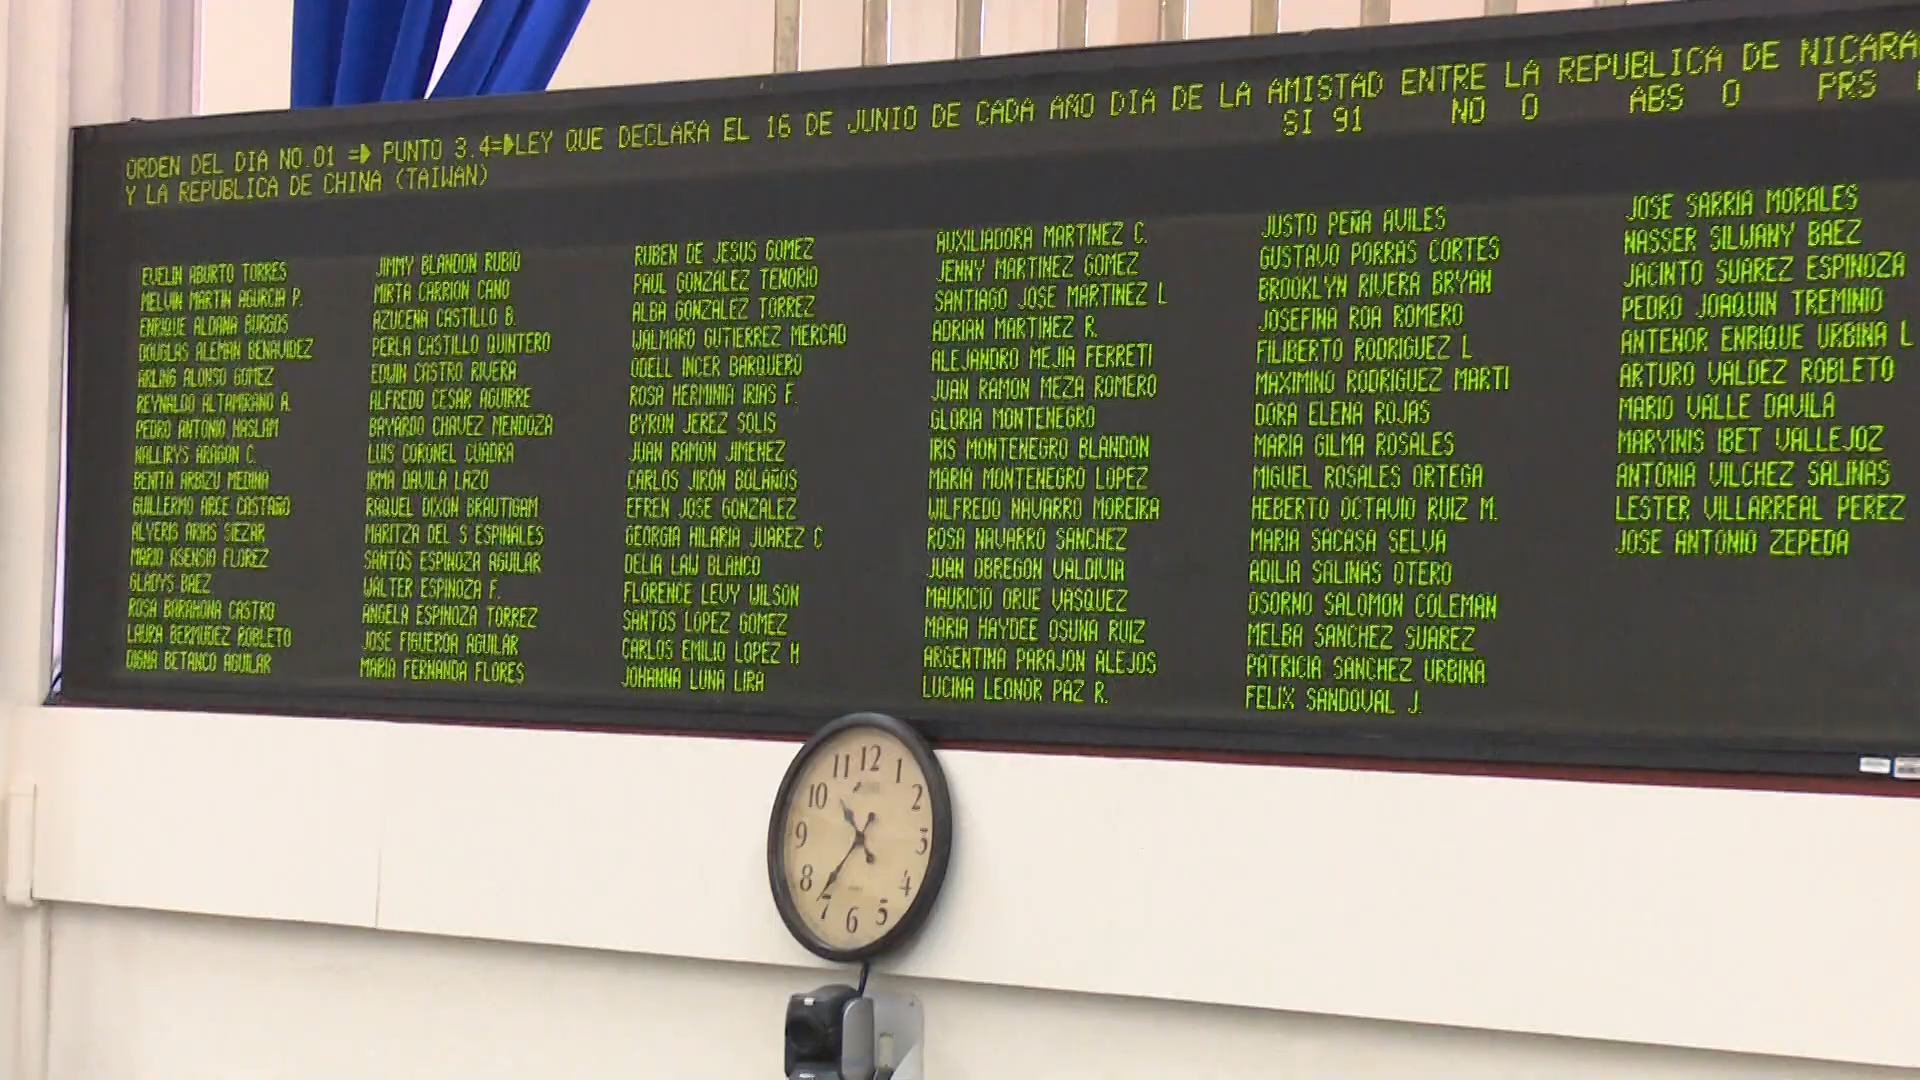 ORDEN DEL DIA NO.01 => PUNTO 3.4=>LEY QUE DECLARA EL 16 DE JUNIO DE CADA AÑO DIA DE LA AMISTAD ENTRE LA REPUBLICA DE NICARA
Y LA REPUBLICA DE CHINA (TAIWAN)
SI 91 NO 0 ABS 0 PRS
EVELIN ABURTO TORRES
MELVIN MARTIN AGURCIA P.
ENRIQUE ALDANA BURGOS
DOUGLAS ALEMAN BENAVIDEZ
ARLING ALONSO GOMEZ
REYNALDO ALTAMIRANO A.
PEDRO ANTONIO HASLAM
WALLIRYS ARAGON C.
BENITA ARBIZU MEDINA
GUILLERMO ARCE CASTAÑO
ALYERIS ARIAS SIEZAR
MARIO ASENSIO FLOREZ
GLADYS BAEZ
ROSA BARAHONA CASTRO
LAURA BERMUDEZ ROBLETO
DIGNA BETANCO AGUILAR
JIMMY BLANDON RUBIO
MIRTA CARRION CANO
AZUCENA CASTILLO B.
PERLA CASTILLO QUINTERO
EDWIN CASTRO RIVERA
ALFREDO CESAR AGUIRRE
BAYARDO CHAVEZ MENDOZA
LUIS CORONEL CUADRA
IRMA DAVILA LAZO
RAQUEL DIXON BRAUTIGAM
MARITZA DEL S ESPINALES
SANTOS ESPINOZA AGUILAR
WALTER ESPINOZA F.
ANGELA ESPINOZA TORREZ
JOSE FIGUEROA AGUILAR
MARIA FERNANDA FLORES
RUBEN DE JESUS GOMEZ
PAUL GONZALEZ TENORIO
ALBA GONZALEZ TORREZ
WALMARO GUTIERREZ MERCAD
ODELL INCER BARQUERO
ROSA HERMINIA IRIAS F.
BYRON JEREZ SOLIS
JUAN RAMON JIMENEZ
CARLOS JIRON BOLAÑOS
EFREN JOSE GONZALEZ
GEORGIA HILARIA JUAREZ C
DELIA LAW BLANCO
FLORENCE LEVY WILSON
SANTOS LOPEZ GOMEZ
CARLOS EMILIO LOPEZ H
JOHANNA LUNA LIRA
AUXILIADORA MARTINEZ C.
JENNY MARTINEZ GOMEZ
SANTIAGO JOSE MARTINEZ L
ADRIAN MARTINEZ R.
ALEJANDRO MEJIA FERRETI
JUAN RAMON MEZA ROMERO
GLORIA MONTENEGRO
IRIS MONTENEGRO BLANDON
MARIA MONTENEGRO LOPEZ
WILFREDO NAVARRO MOREIRA
ROSA NAVARRO SANCHEZ
JUAN OBREGON VALDIVIA
MAURICIO ORUE VASQUEZ
MARIA HAYDEE OSUNA RUIZ
ARGENTINA PARAJON ALEJOS
LUCINA LEONOR PAZ R.
JUSTO PEÑA AVILES
GUSTAVO PORRAS CORTES
BROOKLYN RIVERA BRYAN
JOSEFINA ROA ROMERO
FILIBERTO RODRIGUEZ L
MAXIMINO RODRIGUEZ MARTI
DORA ELENA ROJAS
MARIA GILMA ROSALES
MIGUEL ROSALES ORTEGA
HEBERTO OCTAVIO RUIZ M.
MARIA SACASA SELVA
ADILIA SALINAS OTERO
OSORNO SALOMON COLEMAN
MELBA SANCHEZ SUAREZ
PATRICIA SANCHEZ URBINA
FELIX SANDOVAL J.
JOSE SARRIA MORALES
NASSER SILWANY BAEZ
JACINTO SUAREZ ESPINOZA
PEDRO JOAQUIN TREMINIO
ANTENOR ENRIQUE URBINA L
ARTURO VALDEZ ROBLETO
MARIO VALLE DAVILA
MARYINIS IBET VALLEJOZ
ANTONIA VILCHEZ SALINAS
LESTER VILLARREAL PEREZ
JOSE ANTONIO ZEPEDA
12
1
2
3
4
5
6
7
8
9
10
11